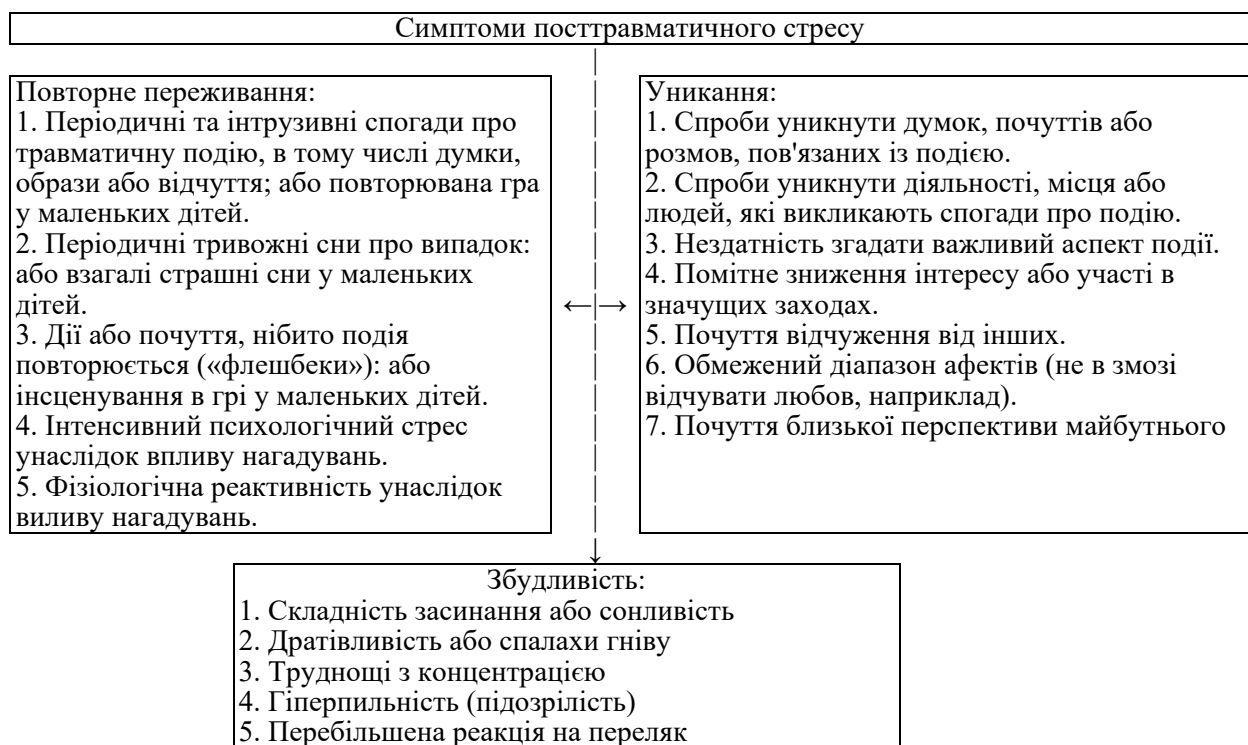 Симптоми посттравматичного стресу
Повторне переживання:
1. Періодичні та інтрузивні спогади про
травматичну подію, в тому числі думки,
образи або відчуття; або повторювана гра
у маленьких дітей.
2. Періодичні тривожні сни про випадок:
або взагалі страшні сни у маленьких
дітей.
3. Дії або почуття, нібито подія
повторюється («флешбеки»): або
інсценування в грі у маленьких дітей.
4. Інтенсивний психологічний стрес
унаслідок впливу нагадувань.
5. Фізіологічна реактивність унаслідок
виливу нагадувань.
Уникання:
1. Спроби уникнути думок, почуттів або
розмов, пов'язаних із подією.
2. Спроби уникнути діяльності, місця або
людей, які викликають спогади про подію.
3. Нездатність згадати важливий аспект події.
4. Помітне зниження інтересу або участі в
значущих заходах.
5. Почуття відчуження від інших.
6. Обмежений діапазон афектів (не в змозі
відчувати любов, наприклад).
7. Почуття близької перспективи майбутнього
Збудливість:
1. Складність засинання або сонливість
2. Дратівливість або спалахи гніву
3. Труднощі з концентрацією
4. Гіперпильність (підозрілість)
5. Перебільшена реакція на переляк